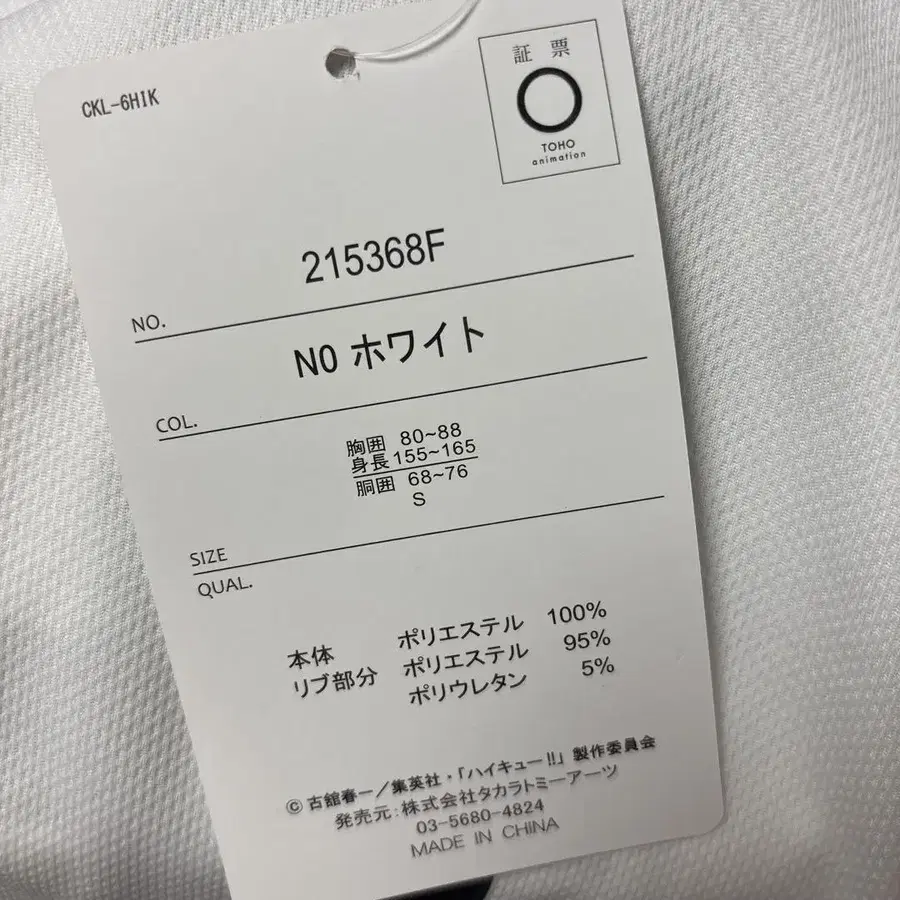 CKL-6HIK
証 票
TOHO
animation
215368F
NO.
N0 ホワイト
COL.
胸囲 80~88
身長 155~165
胴囲 68~76
S
SIZE
QUAL.
本体 ポリエステル 100%
リブ部分 ポリエステル 95%
ポリウレタン 5%
© 古舘春一／集英社・「ハイキュー!!」製作委員会
発売元:株式会社タカラトミーアーツ
03-5680-4824
MADE IN CHINA